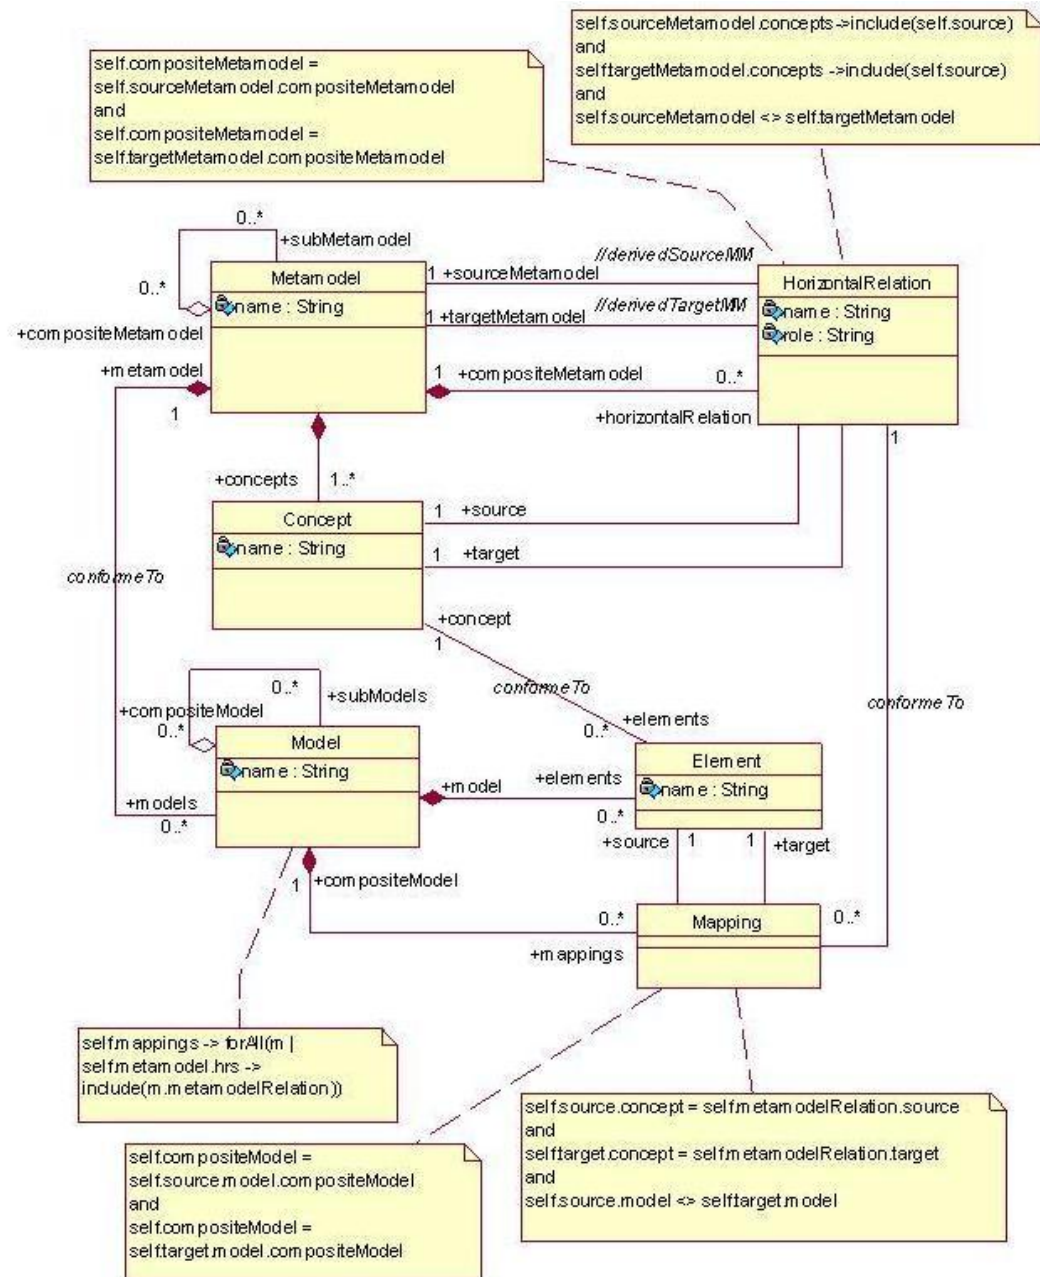 self.sourceMetamodel.concepts->include(self.source)
and
self.targetMetamodel.concepts ->include(self.source)
and
self.sourceMetamodel <> self.targetMetamodel
self.compositeMetamodel =
self.sourceMetamodel.compositeMetamodel
and
self.compositeMetamodel =
self.targetMetamodel.compositeMetamodel
0..*
+subMetamodel
0..*
+compositeMetamodel
Metamodel
name : String
1 +sourceMetamodel
//derivedSourceMM
1 +targetMetamodel
//derivedTargetMM
HorizontalRelation
name : String
role : String
+metamodel
1
1 +compositeMetamodel
0..*
+horizontalRelation
1
+concepts
1..*
Concept
name : String
1 +source
1 +target
conformeTo
+concept
1
conformeTo
0..*
+elements
conformeTo
0..*
+subModels
+compositeModel
0..*
Model
name : String
Element
name : String
+model
+elements
0..*
+models
0..*
+source
1
1
+target
1
+compositeModel
0..*
+mappings
Mapping
0..*
self.mappings -> forAll(m |
self.metamodel.hrs ->
include(m.metamodelRelation))
self.source.concept = self.metamodelRelation.source
and
self.target.concept = self.metamodelRelation.target
and
self.source.model <> self.target.model
self.compositeModel =
self.source.model.compositeModel
and
self.compositeModel =
self.target.model.compositeModel